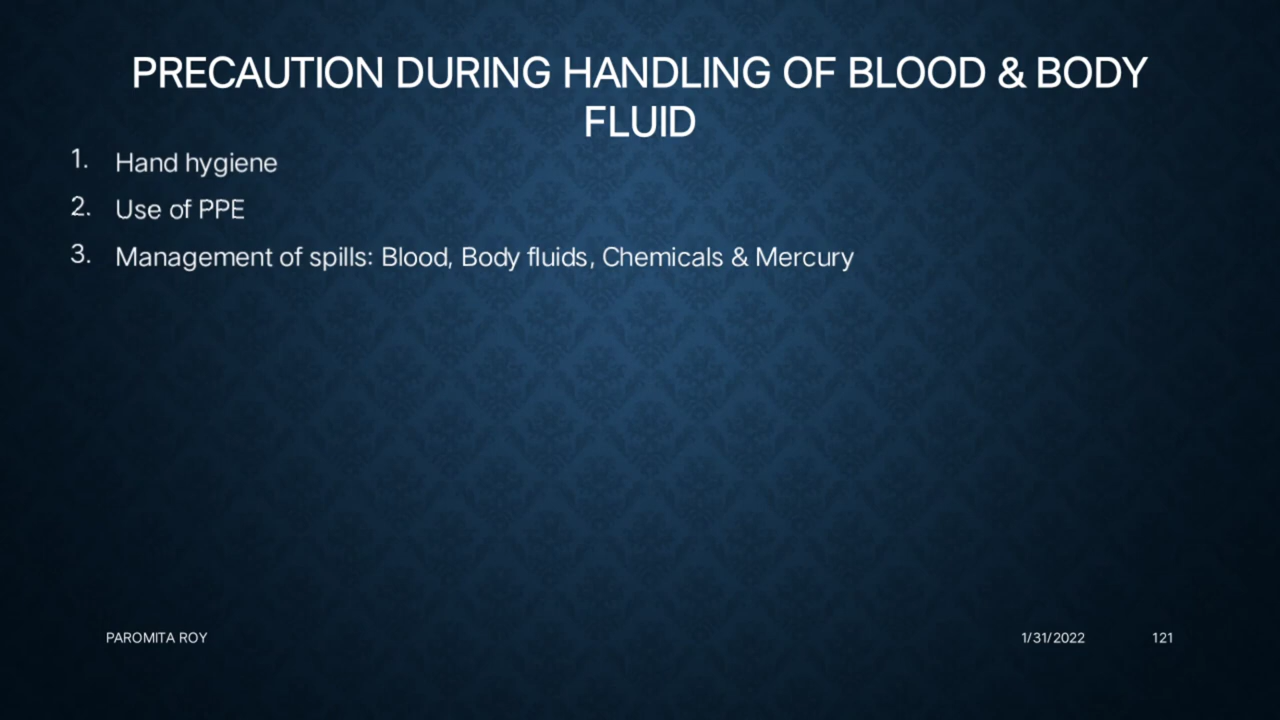 PRECAUTION DURING HANDLING OF BLOOD & BODY
FLUID
1. Hand hygiene
2. Use of PPE
3. Management of spills: Blood, Body fluids, Chemicals & Mercury
PAROMITA ROY 1/31/2022 121